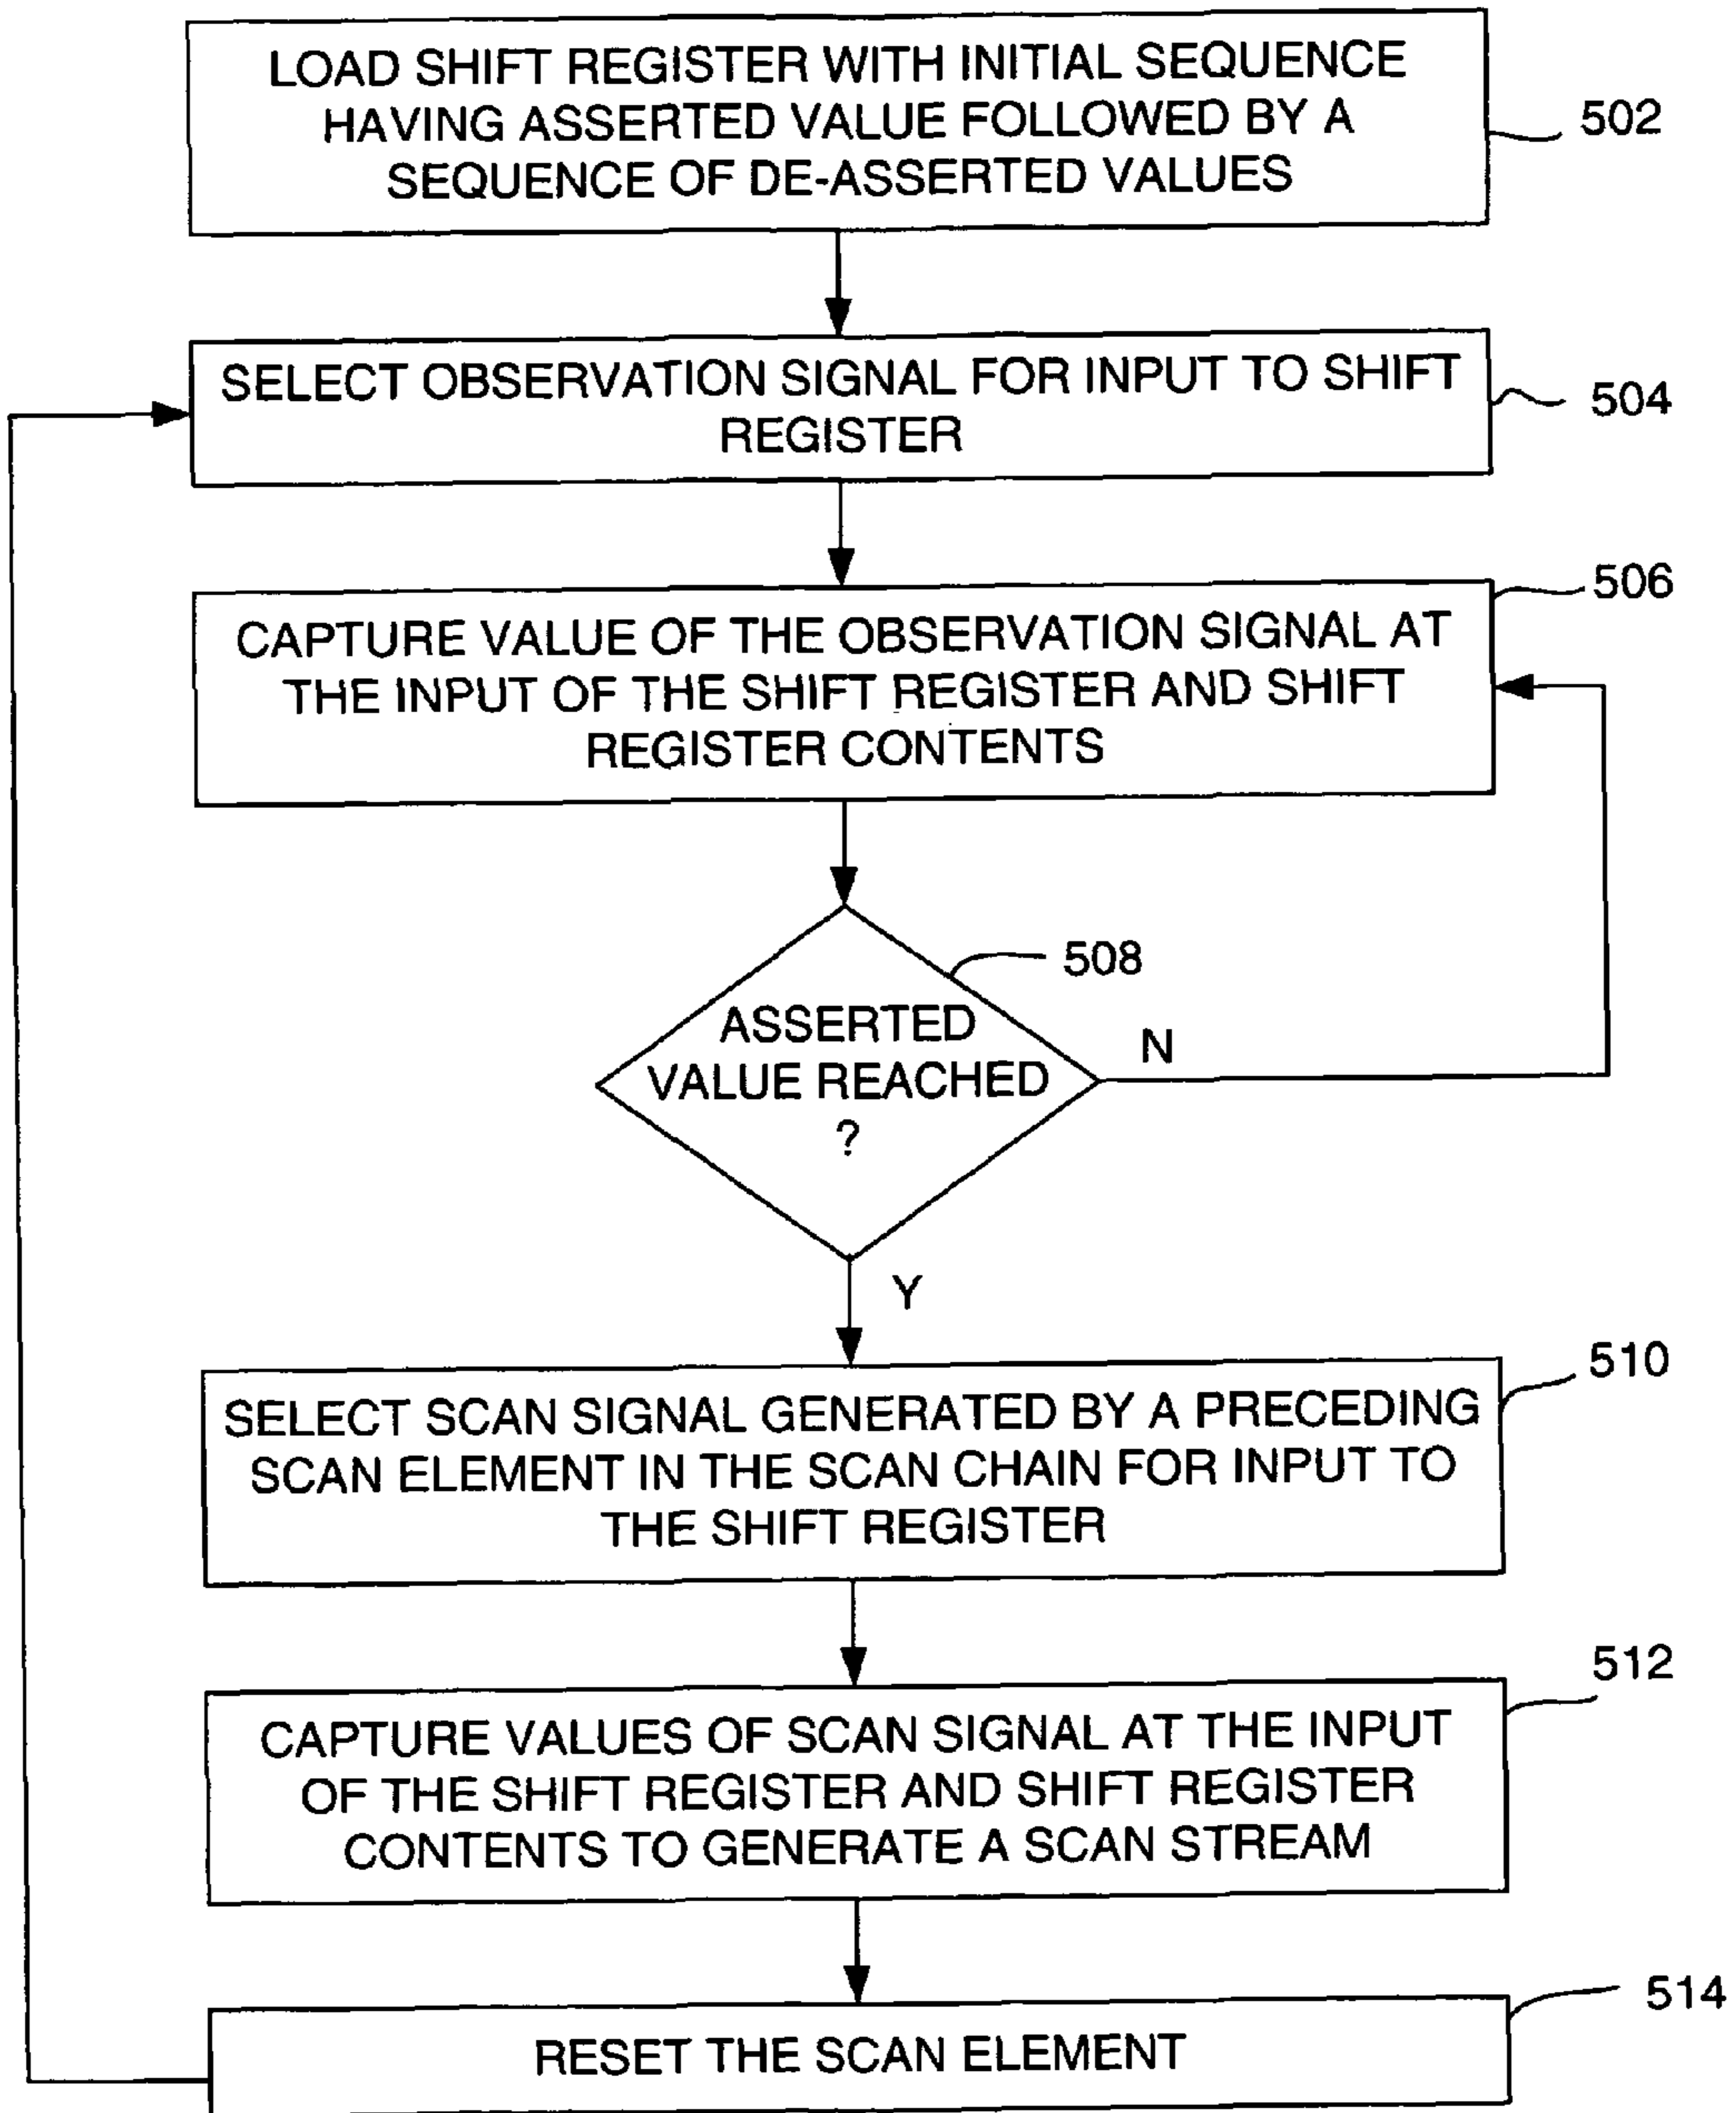 LOAD SHIFT REGISTER WITH INITIAL SEQUENCE
HAVING ASSERTED VALUE FOLLOWED BY A
SEQUENCE OF DE-ASSERTED VALUES
502
SELECT OBSERVATION SIGNAL FOR INPUT TO SHIFT
REGISTER
504
506
CAPTURE VALUE OF THE OBSERVATION SIGNAL AT
THE INPUT OF THE SHIFT REGISTER AND SHIFT
REGISTER CONTENTS
508
ASSERTED
VALUE REACHED
?
N
Y
510
SELECT SCAN SIGNAL GENERATED BY A PRECEDING
SCAN ELEMENT IN THE SCAN CHAIN FOR INPUT TO
THE SHIFT REGISTER
512
CAPTURE VALUES OF SCAN SIGNAL AT THE INPUT
OF THE SHIFT REGISTER AND SHIFT REGISTER
CONTENTS TO GENERATE A SCAN STREAM
514
RESET THE SCAN ELEMENT